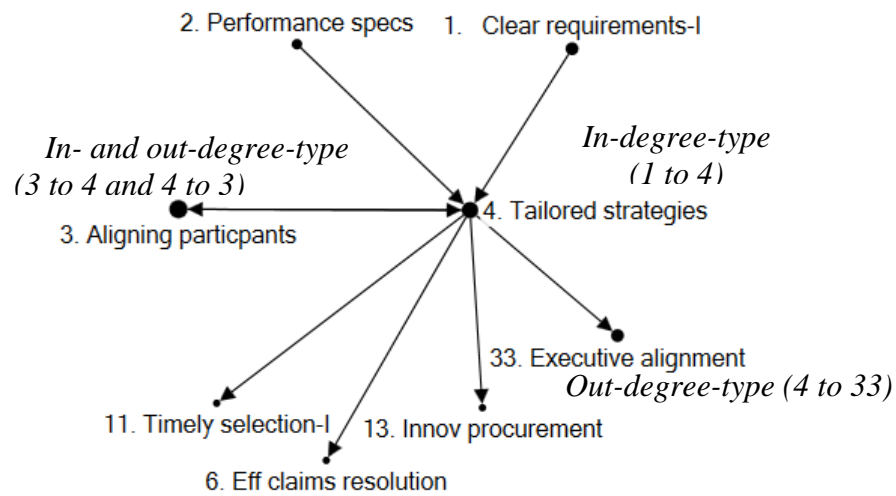 2. Performance specs
1. Clear requirements-I
In- and out-degree-type
(3 to 4 and 4 to 3)
In-degree-type
(1 to 4)
4. Tailored strategies
3. Aligning particpants
33. Executive alignment
Out-degree-type (4 to 33)
11. Timely selection-I
13. Innov procurement
6. Eff claims resolution